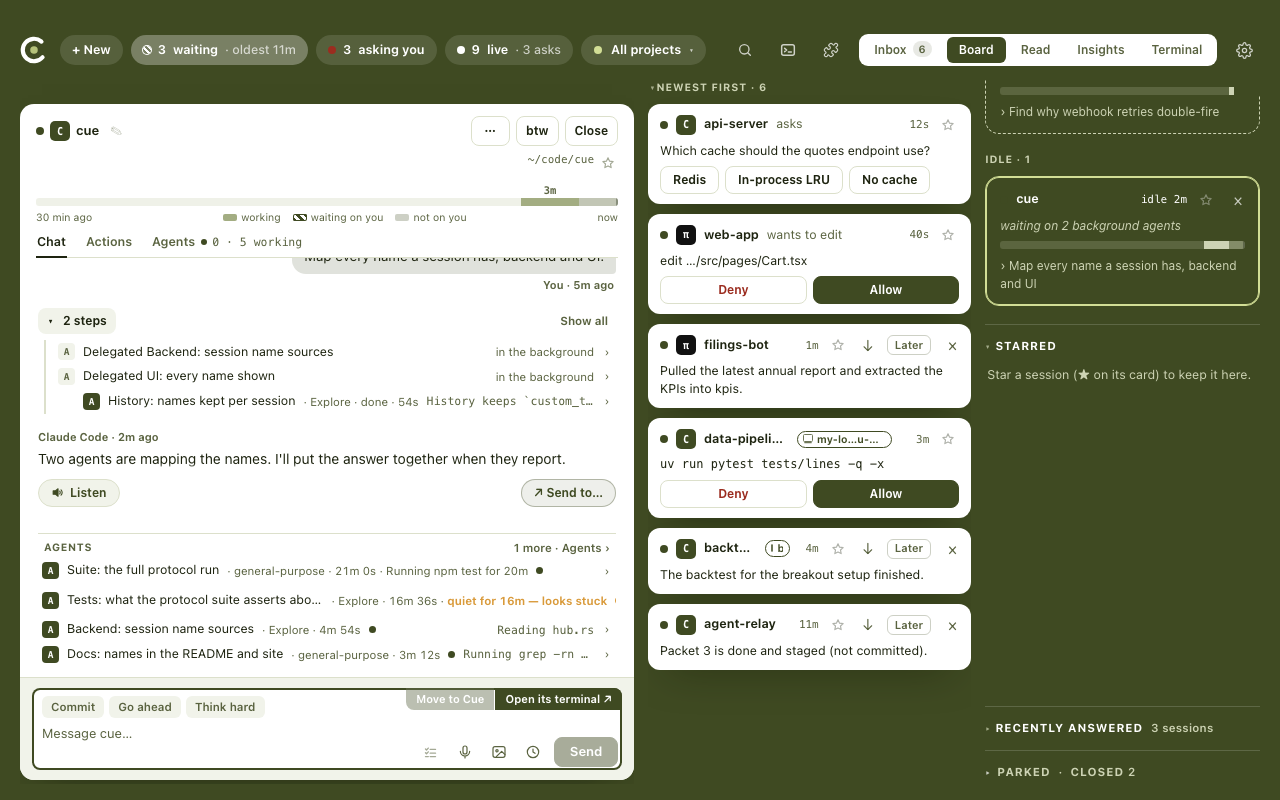 + New
3 waiting · oldest 11m
3 asking you
9 live · 3 asks
All projects
Inbox 6
Board
Read
Insights
Terminal
C cue
···
btw
Close
~/code/cue
3m
30 min ago
working
waiting on you
not on you
now
Chat
Actions
Agents 0 · 5 working
Map every name a session has, backend and UI.
You · 5m ago
2 steps
Show all
A Delegated Backend: session name sources in the background ›
A Delegated UI: every name shown in the background ›
A History: names kept per session · Explore · done · 54s History keeps `custom_t… ›
Claude Code · 2m ago
Two agents are mapping the names. I'll put the answer together when they report.
Listen
↗ Send to…
AGENTS
1 more · Agents ›
A Suite: the full protocol run · general-purpose · 21m 0s · Running npm test for 20m ›
A Tests: what the protocol suite asserts abo… · Explore · 16m 36s · quiet for 16m — looks stuck
A Backend: session name sources · Explore · 4m 54s Reading hub.rs ›
A Docs: names in the README and site · general-purpose · 3m 12s Running grep -rn … ›
Commit
Go ahead
Think hard
Move to Cue
Open its terminal ↗
Message cue…
Send
NEWEST FIRST · 6
C api-server asks 12s
Which cache should the quotes endpoint use?
Redis
In-process LRU
No cache
π web-app wants to edit 40s
edit …/src/pages/Cart.tsx
Deny
Allow
π filings-bot 1m ↓ Later ×
Pulled the latest annual report and extracted the
KPIs into kpis.
C data-pipeli… my-lo…u-… 3m
uv run pytest tests/lines -q -x
Deny
Allow
C backt… b 4m ↓ Later ×
The backtest for the breakout setup finished.
C agent-relay 11m ↓ Later ×
Packet 3 is done and staged (not committed).
› Find why webhook retries double-fire
IDLE · 1
cue idle 2m ×
waiting on 2 background agents
› Map every name a session has, backend
and UI
STARRED
Star a session (★ on its card) to keep it here.
RECENTLY ANSWERED 3 sessions
PARKED · CLOSED 2